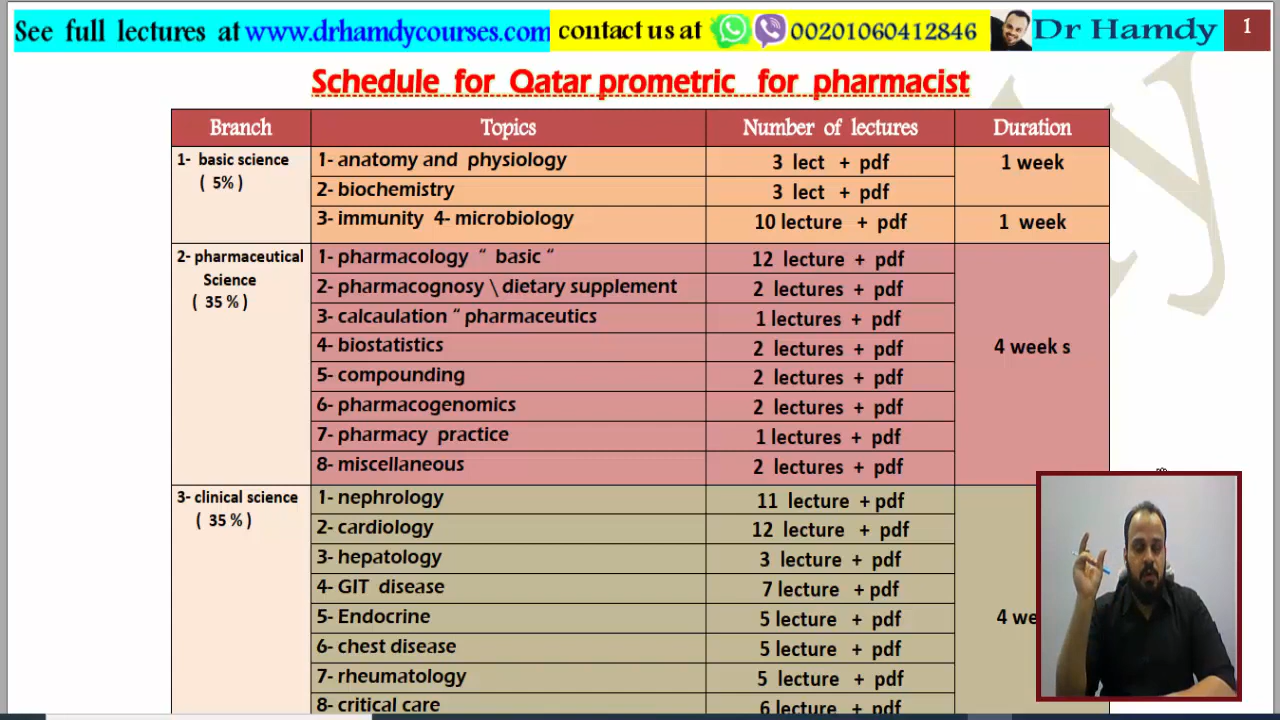 See full lectures at www.drhamdycourses.com contact us at 00201060412846 Dr Hamdy 1
Schedule for Qatar prometric for pharmacist
Branch Topics Number of lectures Duration
1- basic science
( 5% )
1- anatomy and physiology 3 lect + pdf 1 week
2- biochemistry 3 lect + pdf
3- immunity 4- microbiology 10 lecture + pdf 1 week
2- pharmaceutical
Science
( 35 % )
1- pharmacology “ basic “ 12 lecture + pdf
2- pharmacognosy \ dietary supplement 2 lectures + pdf
3- calcaulation “ pharmaceutics 1 lectures + pdf
4- biostatistics 2 lectures + pdf 4 week s
5- compounding 2 lectures + pdf
6- pharmacogenomics 2 lectures + pdf
7- pharmacy practice 1 lectures + pdf
8- miscellaneous 2 lectures + pdf
3- clinical science
( 35 % )
1- nephrology 11 lecture + pdf
2- cardiology 12 lecture + pdf
3- hepatology 3 lecture + pdf
4- GIT disease 7 lecture + pdf
5- Endocrine 5 lecture + pdf 4 we
6- chest disease 5 lecture + pdf
7- rheumatology 5 lecture + pdf
8- critical care 6 lecture + pdf